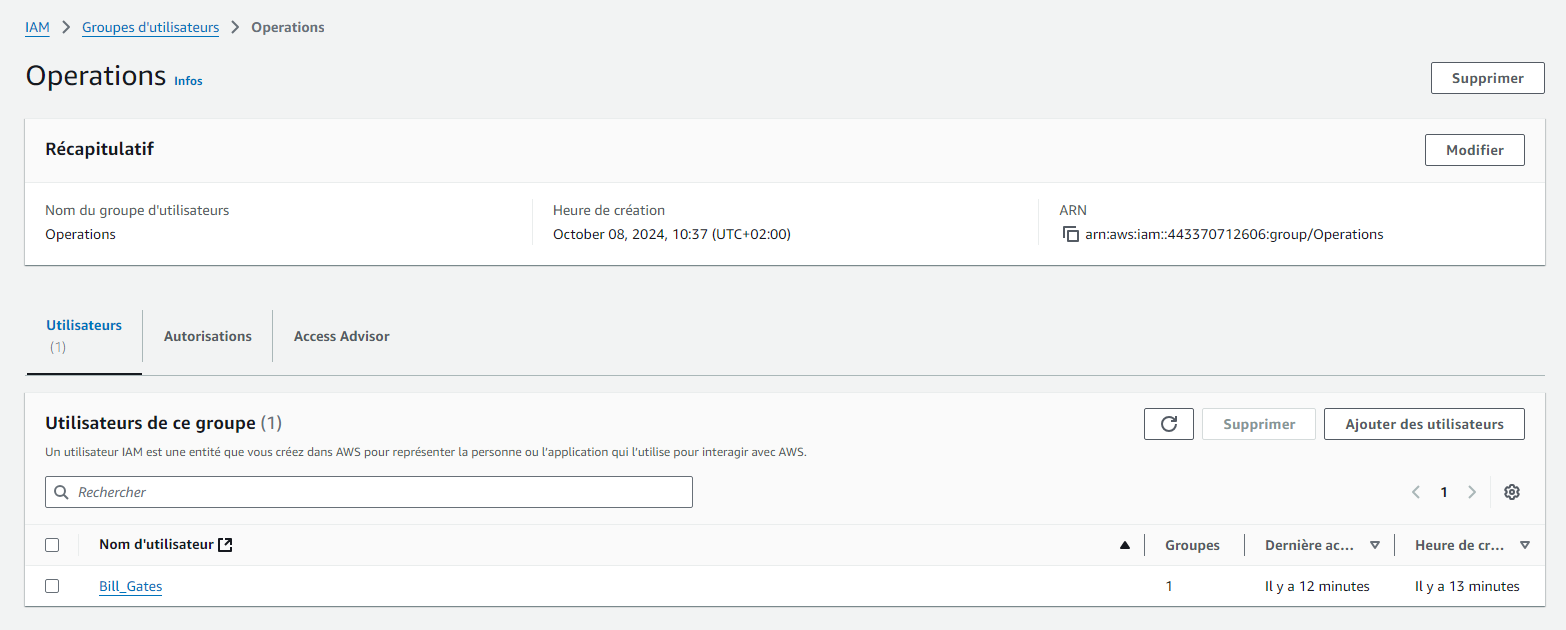 IAM > Groupes d'utilisateurs > Operations
Operations Infos
Supprimer
Récapitulatif
Modifier
Nom du groupe d'utilisateurs
Operations
Heure de création
October 08, 2024, 10:37 (UTC+02:00)
ARN
arn:aws:iam::443370712606:group/Operations
Utilisateurs
(1)
Autorisations
Access Advisor
Utilisateurs de ce groupe (1)
Supprimer
Ajouter des utilisateurs
Un utilisateur IAM est une entité que vous créez dans AWS pour représenter la personne ou l'application qui l'utilise pour interagir avec AWS.
Rechercher
1
Nom d'utilisateur Groupes Dernière ac... Heure de cr...
Bill_Gates 1 Il y a 12 minutes Il y a 13 minutes